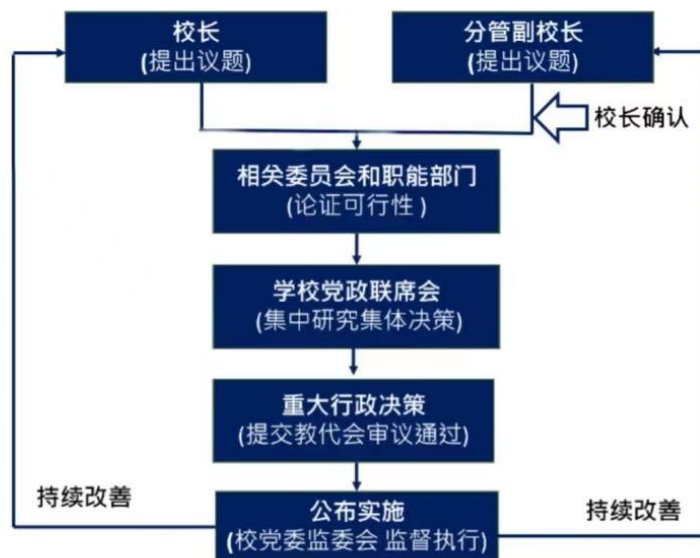 校长
(提出议题)
分管副校长
(提出议题)
校长确认
相关委员会和职能部门
(论证可行性 )
学校党政联席会
(集中研究集体决策)
重大行政决策
(提交教代会审议通过)
持续改善
公布实施
(校党委监委会 监督执行)
持续改善